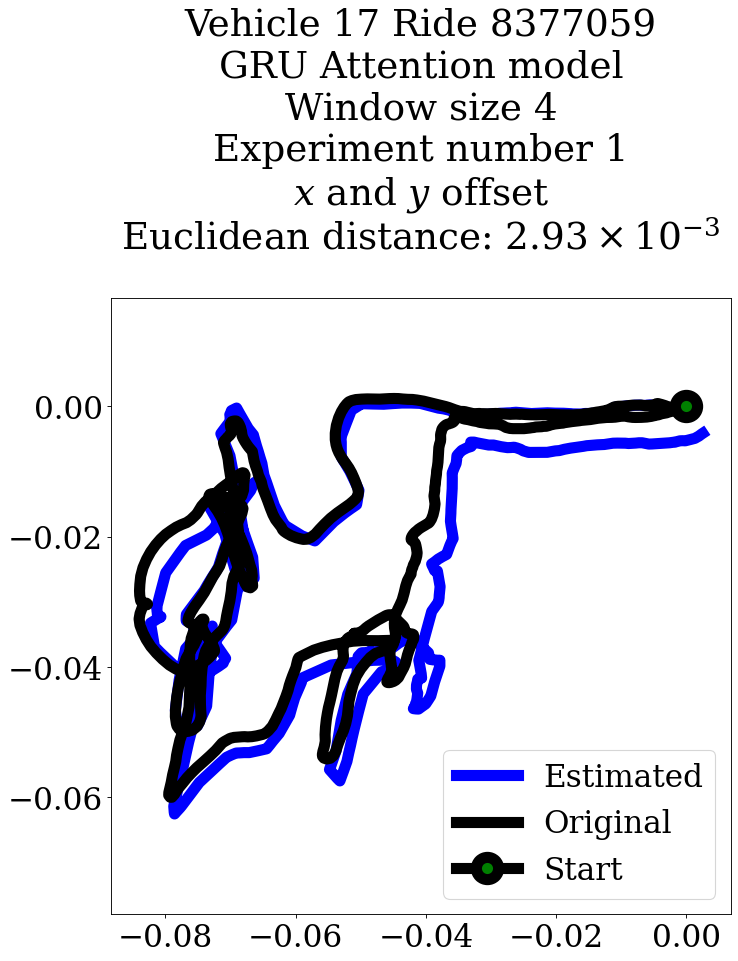 Vehicle 17 Ride 8377059
GRU Attention model
Window size 4
Experiment number 1
x and y offset
Euclidean distance: 2.93 × 10⁻³
0.00
−0.02
−0.04
−0.06
Estimated
Original
Start
−0.08 −0.06 −0.04 −0.02 0.00